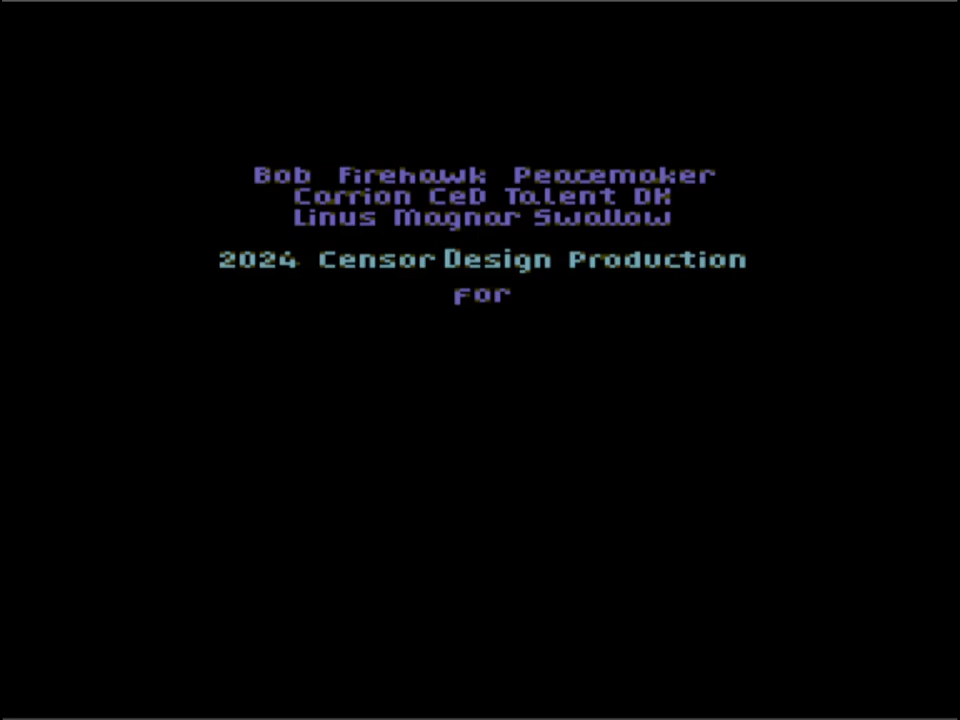 Bob Firehawk Peacemaker
Carrion CeD Talent DK
Linus Magnar Swallow
2024 Censor Design Production
For